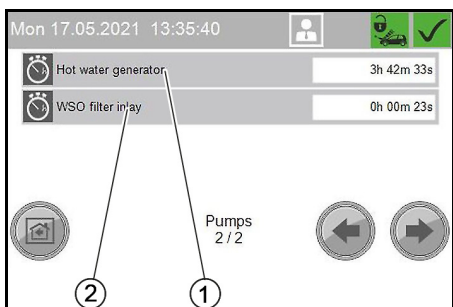 Mon 17.05.2021 13:35:40
Hot water generator 3h 42m 33s
WSO filter inlay 0h 00m 23s
Pumps
2 / 2
2 1